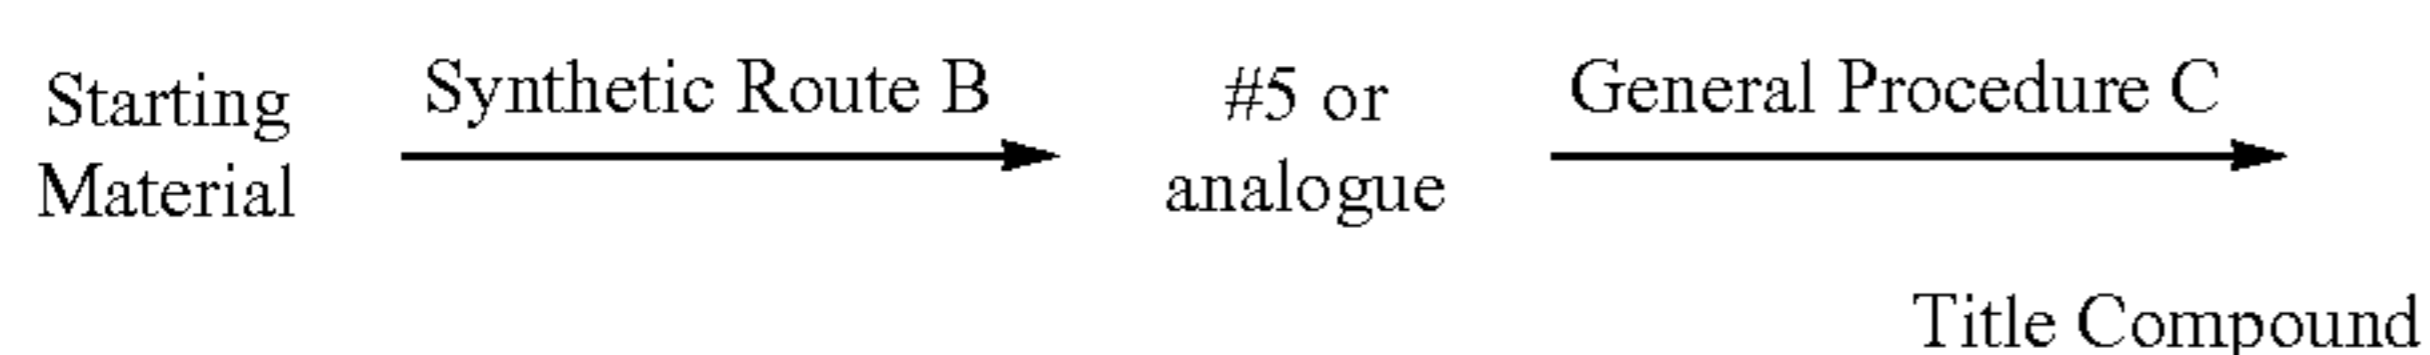 Starting
Material
Synthetic Route B
#5 or
analogue
General Procedure C
Title Compound